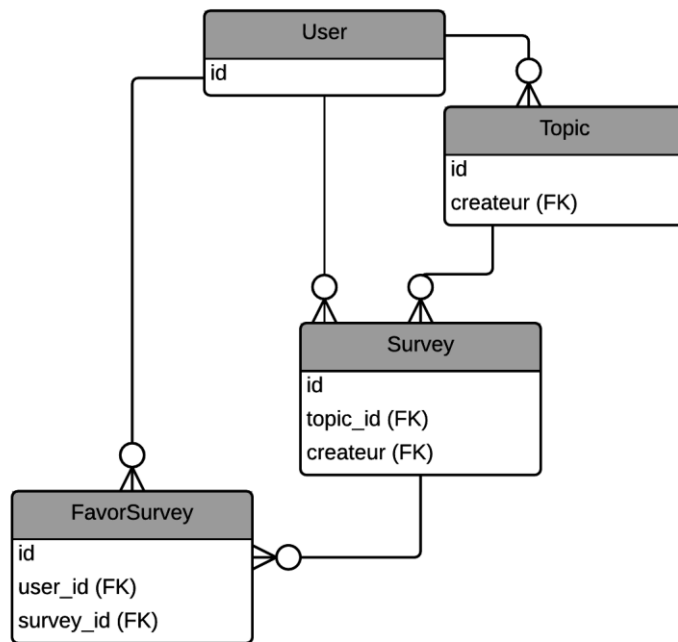 User
id
Topic
id
createur (FK)
Survey
id
topic_id (FK)
createur (FK)
FavorSurvey
id
user_id (FK)
survey_id (FK)